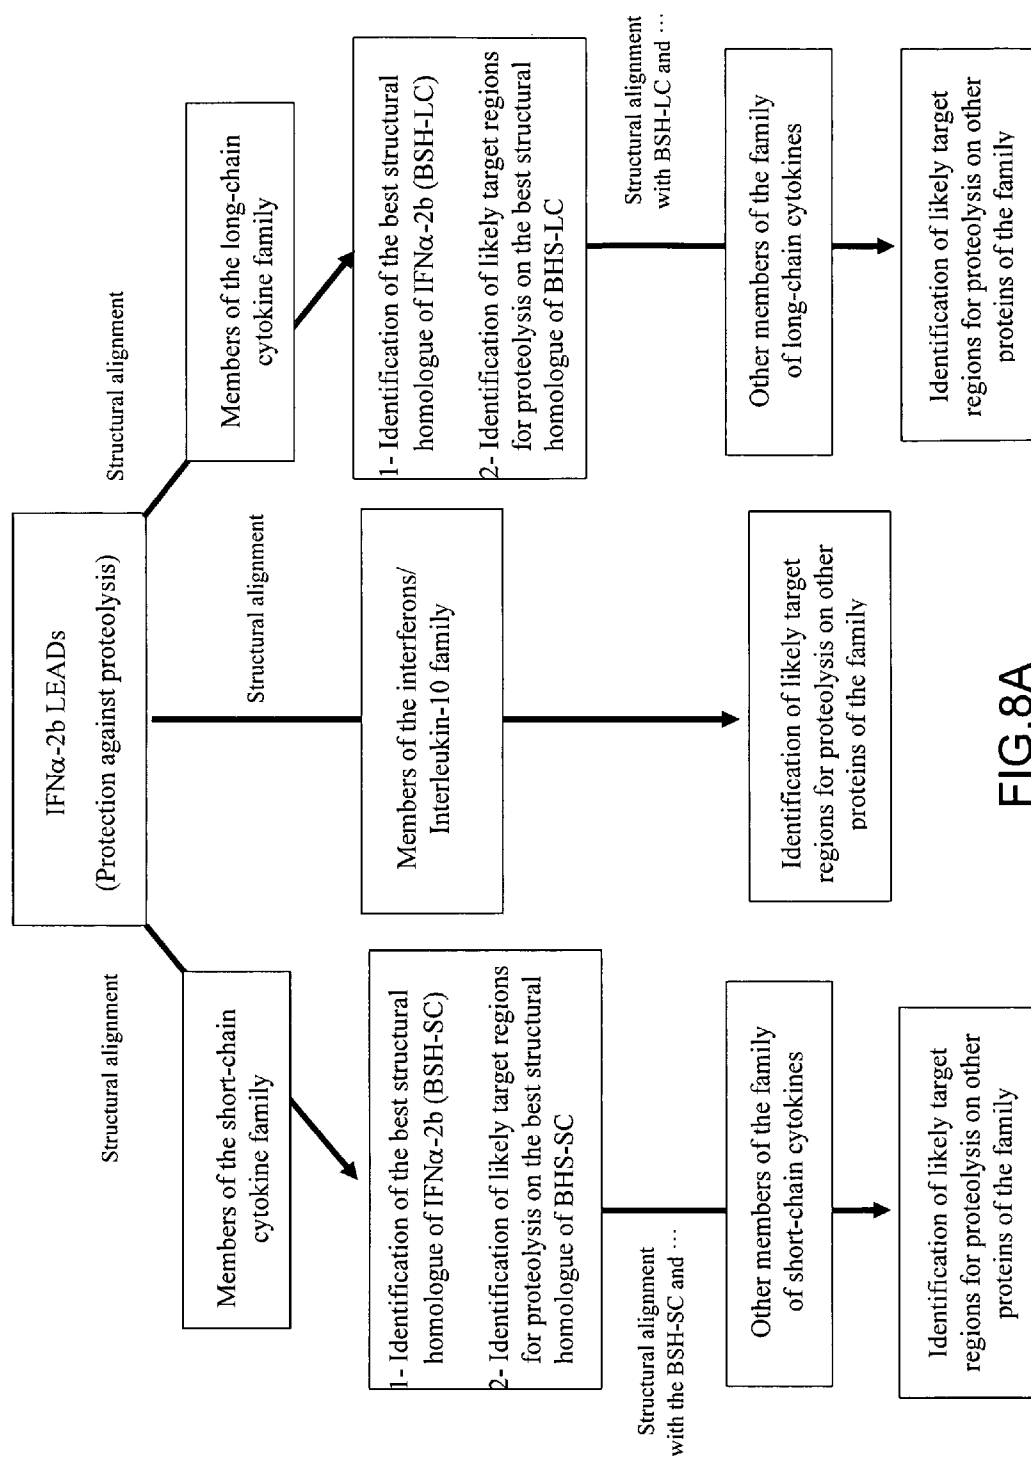 IFNα-2b LEADs
(Protection against proteolysis)
Structural alignment
Members of the short-chain
cytokine family
1- Identification of the best structural
homologue of IFNα-2b (BSH-SC)
2- Identification of likely target regions
for proteolysis on the best structural
homologue of BHS-SC
Structural alignment
with the BSH-SC and ⋯
Other members of the family
of short-chain cytokines
Identification of likely target
regions for proteolysis on other
proteins of the family
Structural alignment
Members of the interferons/
Interleukin-10 family
Identification of likely target
regions for proteolysis on other
proteins of the family
Structural alignment
Members of the long-chain
cytokine family
1- Identification of the best structural
homologue of IFNα-2b (BSH-LC)
2- Identification of likely target regions
for proteolysis on the best structural
homologue of BHS-LC
Structural alignment
with BSH-LC and ⋯
Other members of the family
of long-chain cytokines
Identification of likely target
regions for proteolysis on other
proteins of the family
FIG.8A